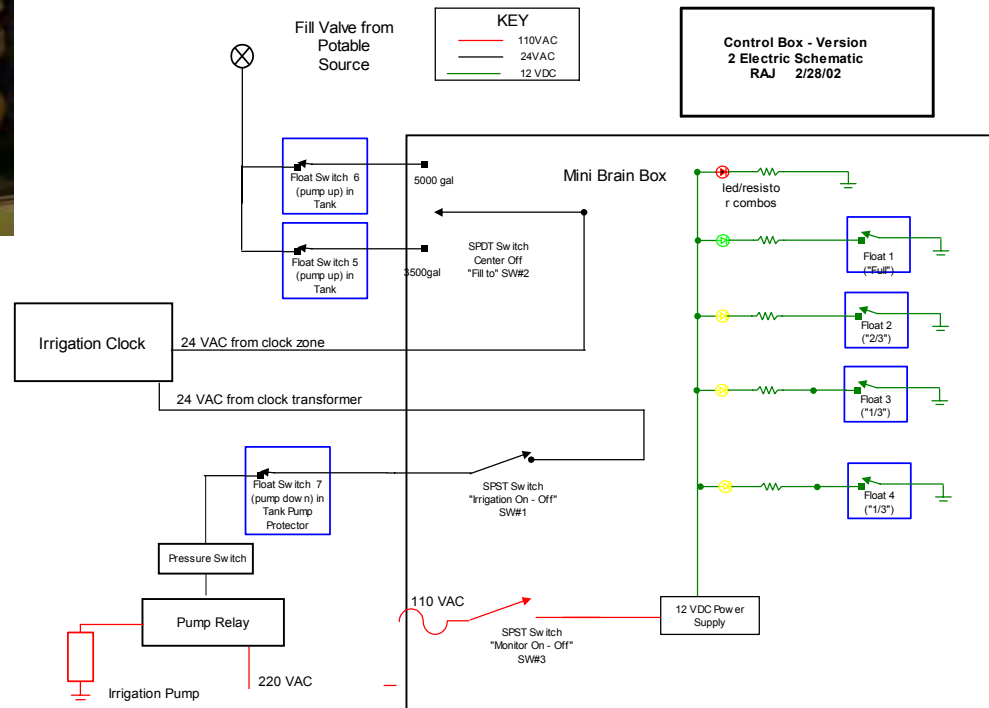 Fill Valve from
Potable
Source
KEY
110VAC
24VAC
12 VDC
Control Box - Version
2 Electric Schematic
RAJ 2/28/02
Float Switch 6
(pump up) in
Tank
5000 gal
Mini Brain Box
led/resisto
r combos
Float Switch 5
(pump up) in
Tank
3500gal
SPDT Switch
Center Off
"Fill to" SW#2
Float 1
("Full")
Irrigation Clock
24 VAC from clock zone
Float 2
("2/3")
24 VAC from clock transformer
Float 3
("1/3")
Float Switch 7
(pump down) in
Tank Pump
Protector
SPST Switch
"Irrigation On - Off"
SW#1
Float 4
("1/3")
Pressure Switch
Pump Relay
110 VAC
SPST Switch
"Monitor On - Off"
SW#3
12 VDC Power
Supply
Irrigation Pump
220 VAC